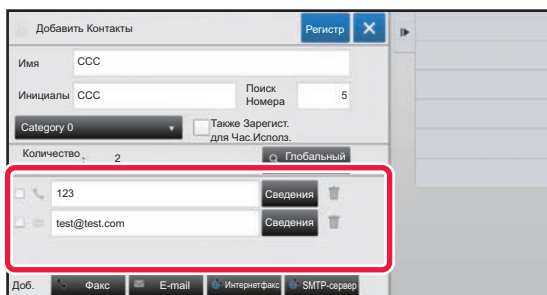 Добавить Контакты
Регистр
Имя
CCC
Инициалы
CCC
Поиск
Номера
5
Category 0
Также Зарегист.
для Час.Исполз.
Количество :
2
Глобальный
123
Сведения
test@test.com
Сведения
Доб.
Факс
E-mail
Интернетфакс
SMTP-сервер